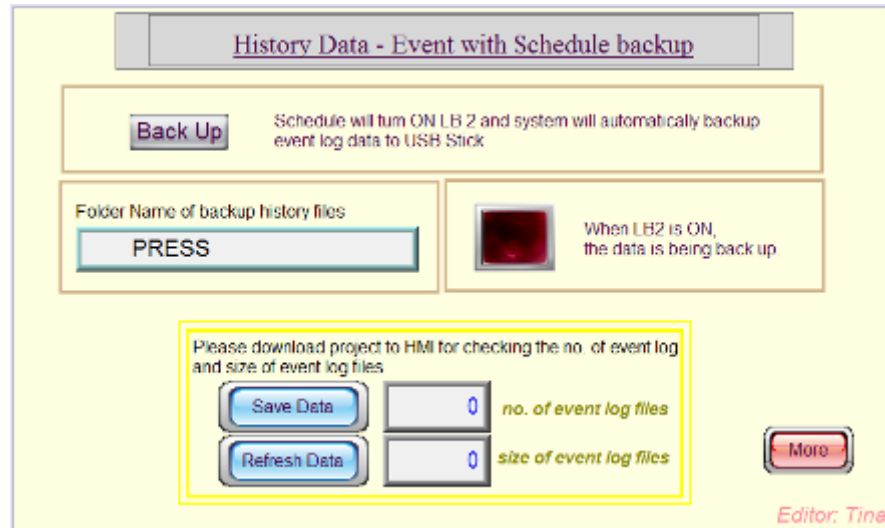 History Data - Event with Schedule backup
Back Up
Schedule will turn ON LB 2 and system will automatically backup
event log data to USB Stick
Folder Name of backup history files
PRESS
When LB2 is ON,
the data is being back up
Please download project to HMI for checking the no. of event log
and size of event log files
Save Data
0
no. of event log files
Refresh Data
0
size of event log files
More
Editor: Tina